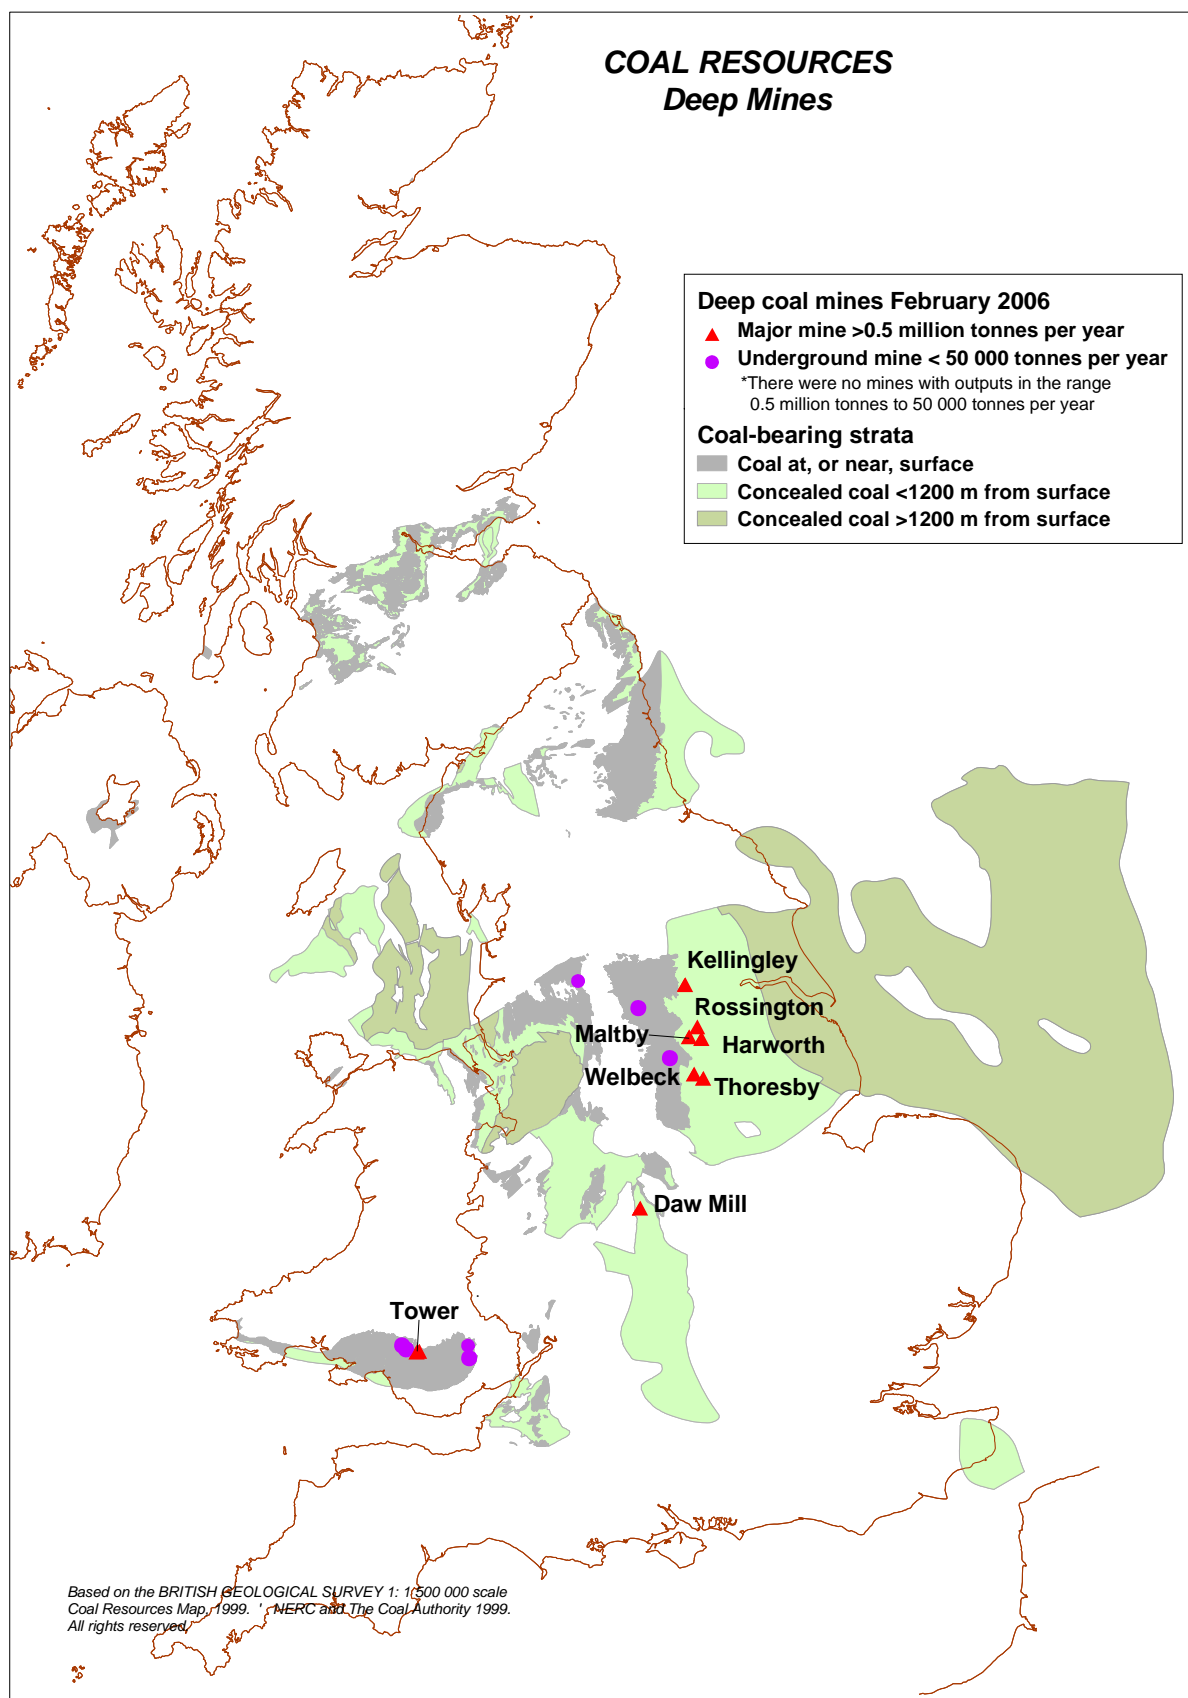 COAL RESOURCES
Deep Mines
Deep coal mines February 2006
Major mine >0.5 million tonnes per year
Underground mine < 50 000 tonnes per year
*There were no mines with outputs in the range
0.5 million tonnes to 50 000 tonnes per year
Coal-bearing strata
Coal at, or near, surface
Concealed coal <1200 m from surface
Concealed coal >1200 m from surface
Kellingley
Rossington
Maltby
Harworth
Welbeck
Thoresby
Daw Mill
Tower
Based on the BRITISH GEOLOGICAL SURVEY 1: 1 500 000 scale
Coal Resources Map, 1999. ' NERC and The Coal Authority 1999.
All rights reserved.